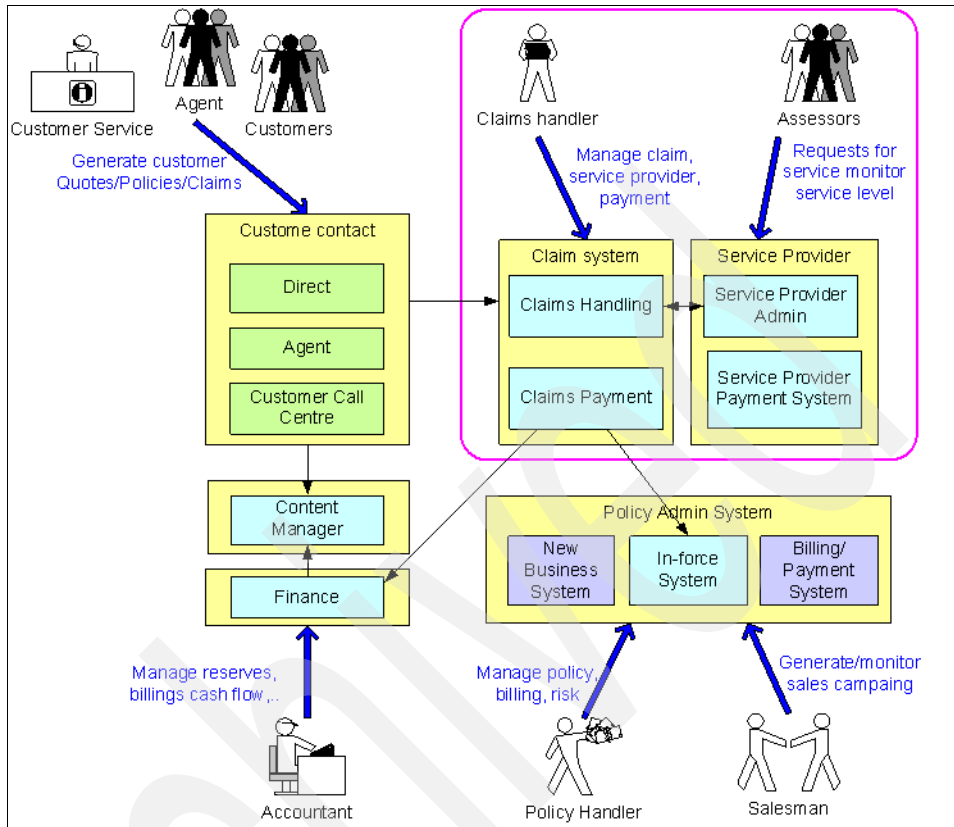 Customer Service
Agent
Customers
Generate customer
Quotes/Policies/Claims
Claims handler
Manage claim,
service provider,
payment
Assessors
Requests for
service monitor
service level
Custome contact
Direct
Agent
Customer Call
Centre
Claim system
Claims Handling
Claims Payment
Service Provider
Service Provider
Admin
Service Provider
Payment System
Content
Manager
Finance
Policy Admin System
New
Business
System
In-force
System
Billing/
Payment
System
Manage reserves,
billings cash flow,..
Accountant
Manage policy,
billing, risk
Policy Handler
Generate/monitor
sales campaing
Salesman